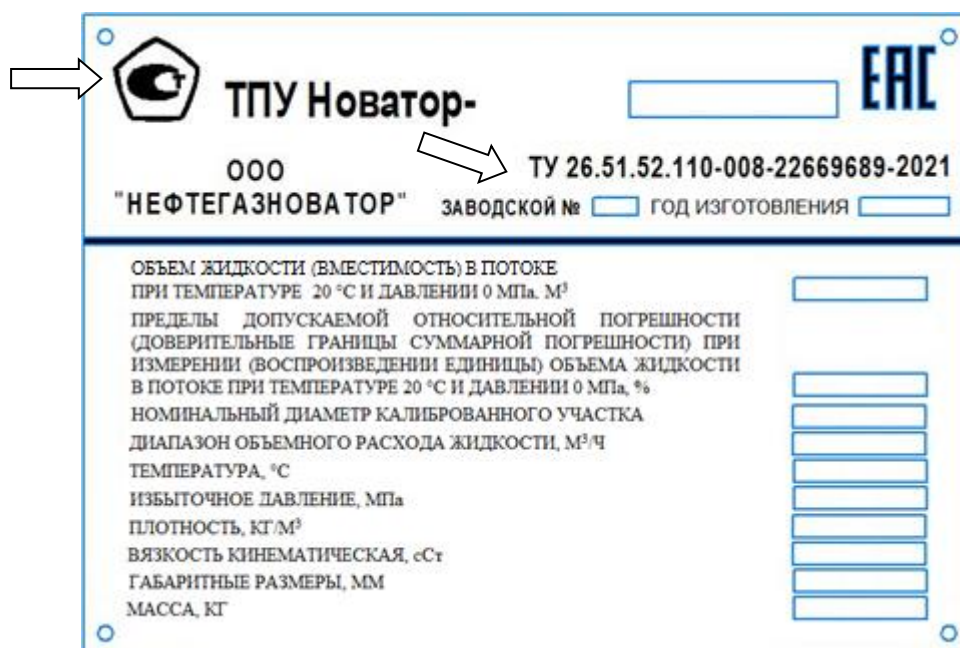 ТПУ Новатор-
ЕАС
ООО
"НЕФТЕГАЗНОВАТОР"
ТУ 26.51.52.110-008-22669689-2021
ЗАВОДСКОЙ № ГОД ИЗГОТОВЛЕНИЯ
ОБЪЕМ ЖИДКОСТИ (ВМЕСТИМОСТЬ) В ПОТОКЕ
ПРИ ТЕМПЕРАТУРЕ 20 °С И ДАВЛЕНИИ 0 МПа, М³
ПРЕДЕЛЫ ДОПУСКАЕМОЙ ОТНОСИТЕЛЬНОЙ ПОГРЕШНОСТИ
(ДОВЕРИТЕЛЬНЫЕ ГРАНИЦЫ СУММАРНОЙ ПОГРЕШНОСТИ) ПРИ
ИЗМЕРЕНИИ (ВОСПРОИЗВЕДЕНИИ ЕДИНИЦЫ) ОБЪЕМА ЖИДКОСТИ
В ПОТОКЕ ПРИ ТЕМПЕРАТУРЕ 20 °С И ДАВЛЕНИИ 0 МПа, %
НОМИНАЛЬНЫЙ ДИАМЕТР КАЛИБРОВАННОГО УЧАСТКА
ДИАПАЗОН ОБЪЕМНОГО РАСХОДА ЖИДКОСТИ, М³/Ч
ТЕМПЕРАТУРА, °С
ИЗБЫТОЧНОЕ ДАВЛЕНИЕ, МПа
ПЛОТНОСТЬ, КГ/М³
ВЯЗКОСТЬ КИНЕМАТИЧЕСКАЯ, сСт
ГАБАРИТНЫЕ РАЗМЕРЫ, ММ
МАССА, КГ